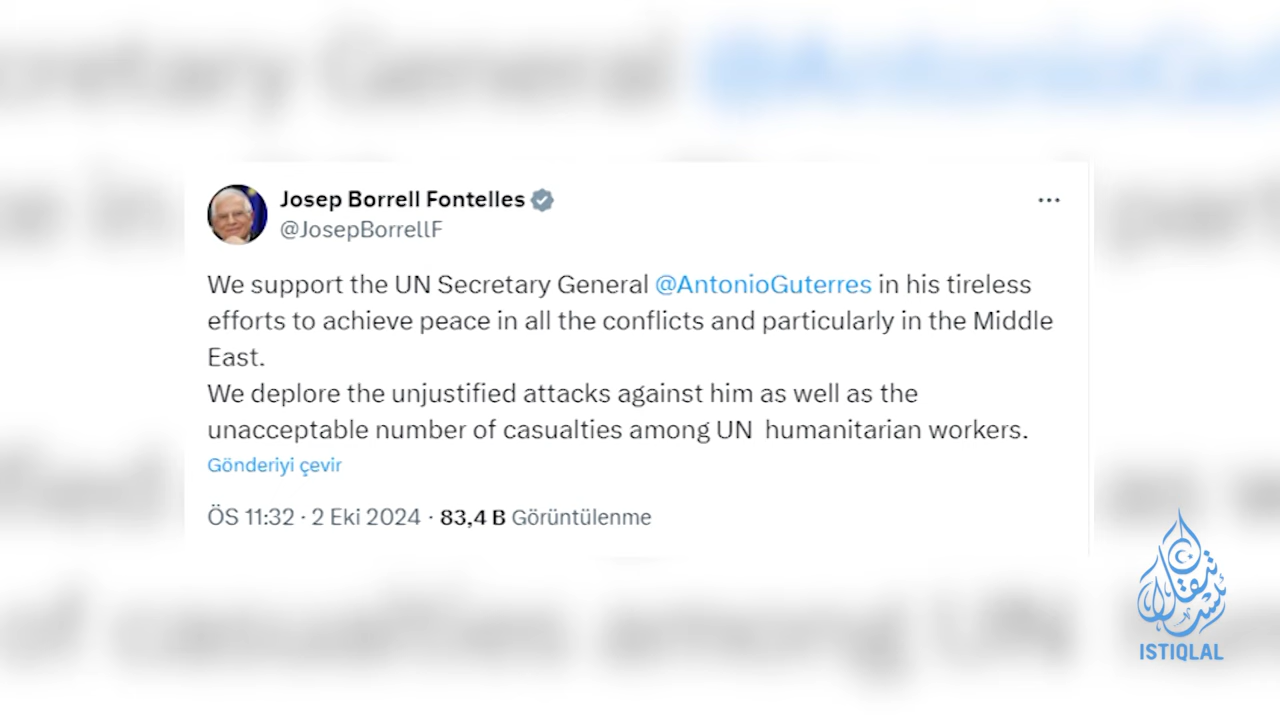 Josep Borrell Fontelles
@JosepBorrellF
We support the UN Secretary General @AntonioGuterres in his tireless
efforts to achieve peace in all the conflicts and particularly in the Middle
East.
We deplore the unjustified attacks against him as well as the
unacceptable number of casualties among UN  humanitarian workers.
Gönderiyi çevir
ÖS 11:32 · 2 Eki 2024 · 83,4 B Görüntülenme
ISTIQLAL